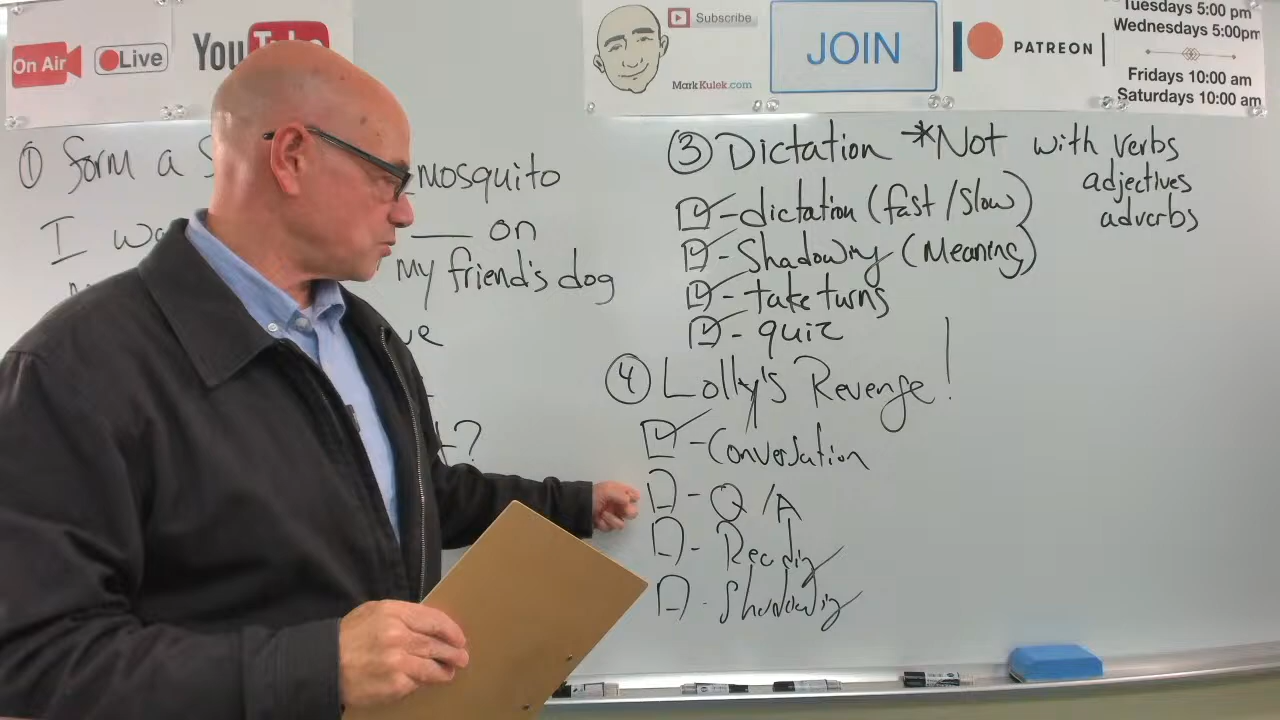 On Air
Live
YouTube
Subscribe
MarkKulek.com
JOIN
PATREON
Tuesdays 5:00 pm
Wednesdays 5:00pm
Fridays 10:00 am
Saturdays 10:00 am
① form a S
mosquito
I wa
on
my friend's dog
ve
t?
③ Dictation *Not with verbs
adjectives
adverbs
- dictation (fast/slow)
- Shadowing (Meaning)
- take turns
- quiz
④ Lolly's Revenge!
- Conversation
- Q/A
- Reading
- Shadowing